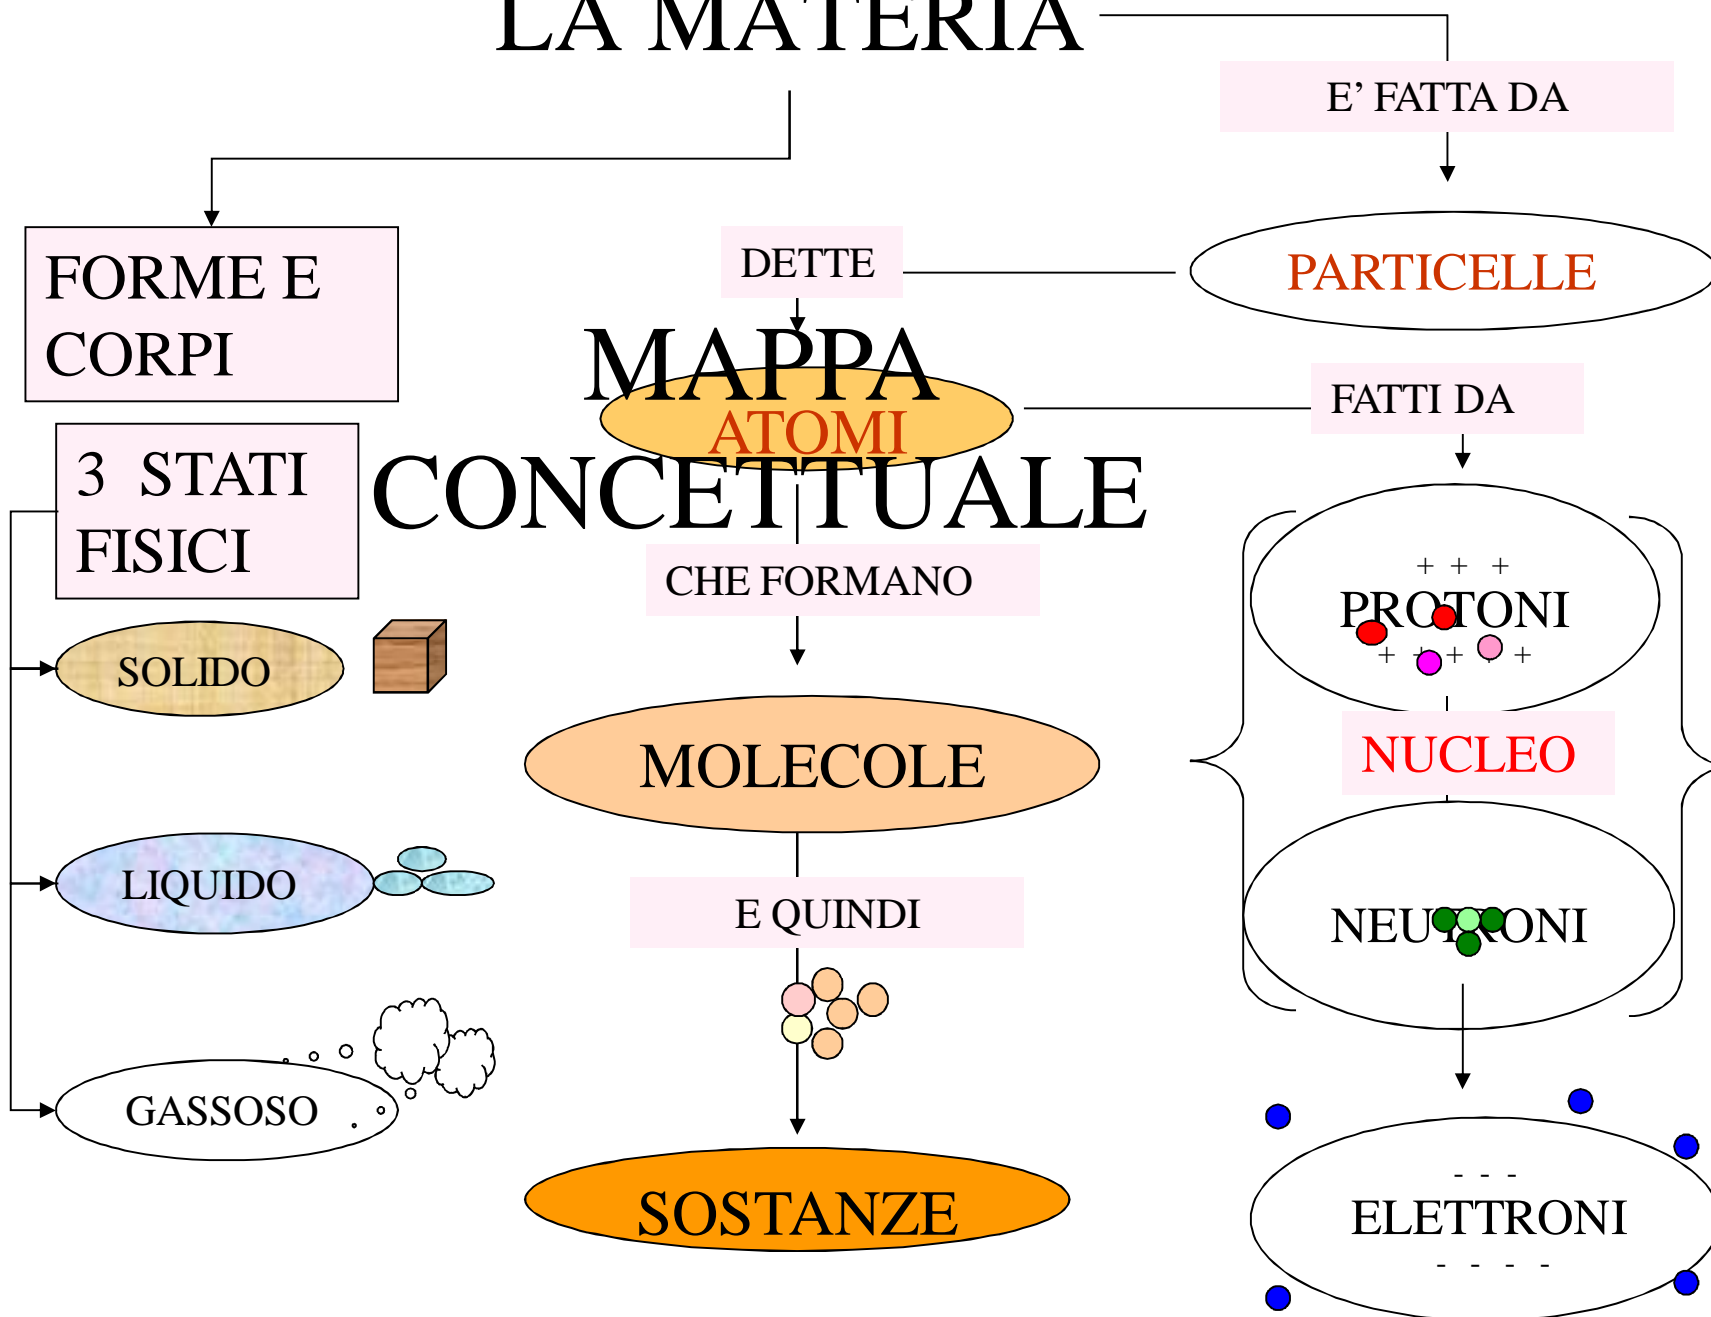 LA MATERIA
E’ FATTA DA
FORME E
CORPI
DETTE
PARTICELLE
MAPPA
ATOMI
CONCETTUALE
FATTI DA
3 STATI
FISICI
CHE FORMANO
+ + +
PROTONI
+ + + + +
SOLIDO
MOLECOLE
NUCLEO
LIQUIDO
E QUINDI
NEUTRONI
GASSOSO
SOSTANZE
- - -
ELETTRONI
- - - -